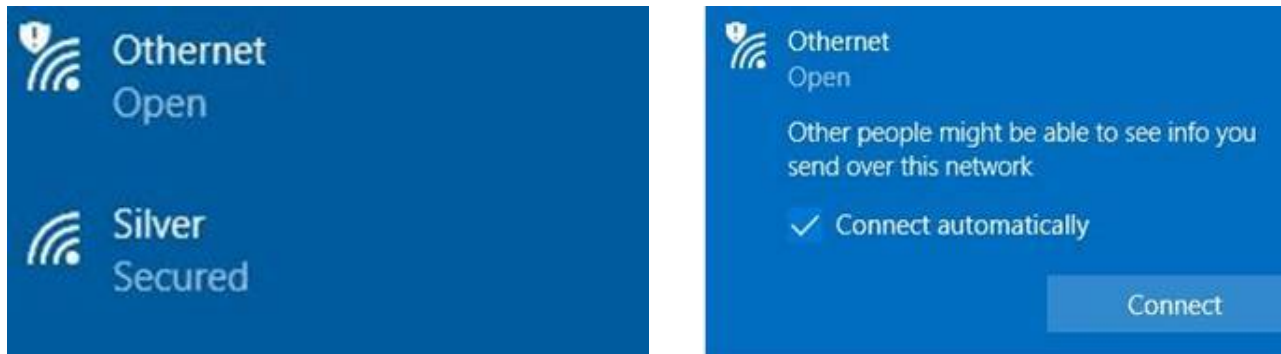 Othernet
Open
Silver
Secured
Othernet
Open
Other people might be able to see info you
send over this network
Connect automatically
Connect